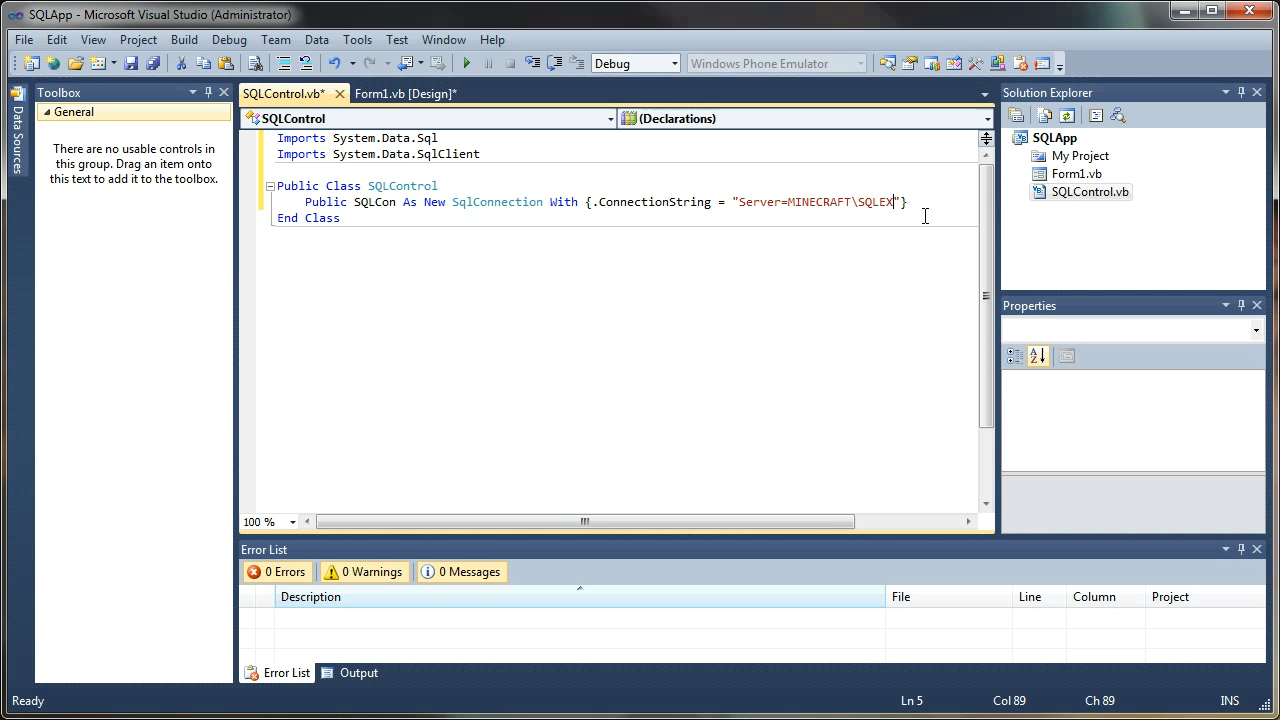 SQLApp - Microsoft Visual Studio (Administrator)
File Edit View Project Build Debug Team Data Tools Test Window Help
Debug Windows Phone Emulator
Data Sources
Toolbox
General
There are no usable controls in
this group. Drag an item onto
this text to add it to the toolbox.
SQLControl.vb* Form1.vb [Design]*
SQLControl (Declarations)
Imports System.Data.Sql
Imports System.Data.SqlClient
Public Class SQLControl
Public SQLCon As New SqlConnection With {.ConnectionString = "Server=MINECRAFT\SQLEX"}
End Class
100 %
Solution Explorer
SQLApp
My Project
Form1.vb
SQLControl.vb
Properties
Error List
0 Errors 0 Warnings 0 Messages
Description File Line Column Project
Error List Output
Ready Ln 5 Col 89 Ch 89 INS